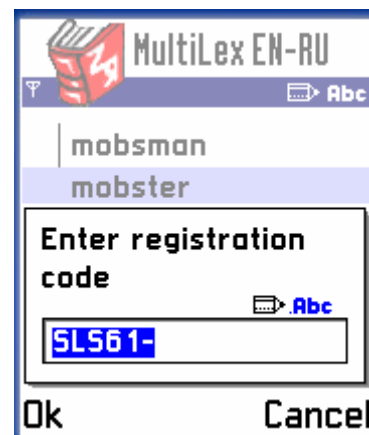 MultiLex EN-RU
Abc
mobsman
mobster
Enter registration
code
.Abc
SLS61-
Ok Cancel